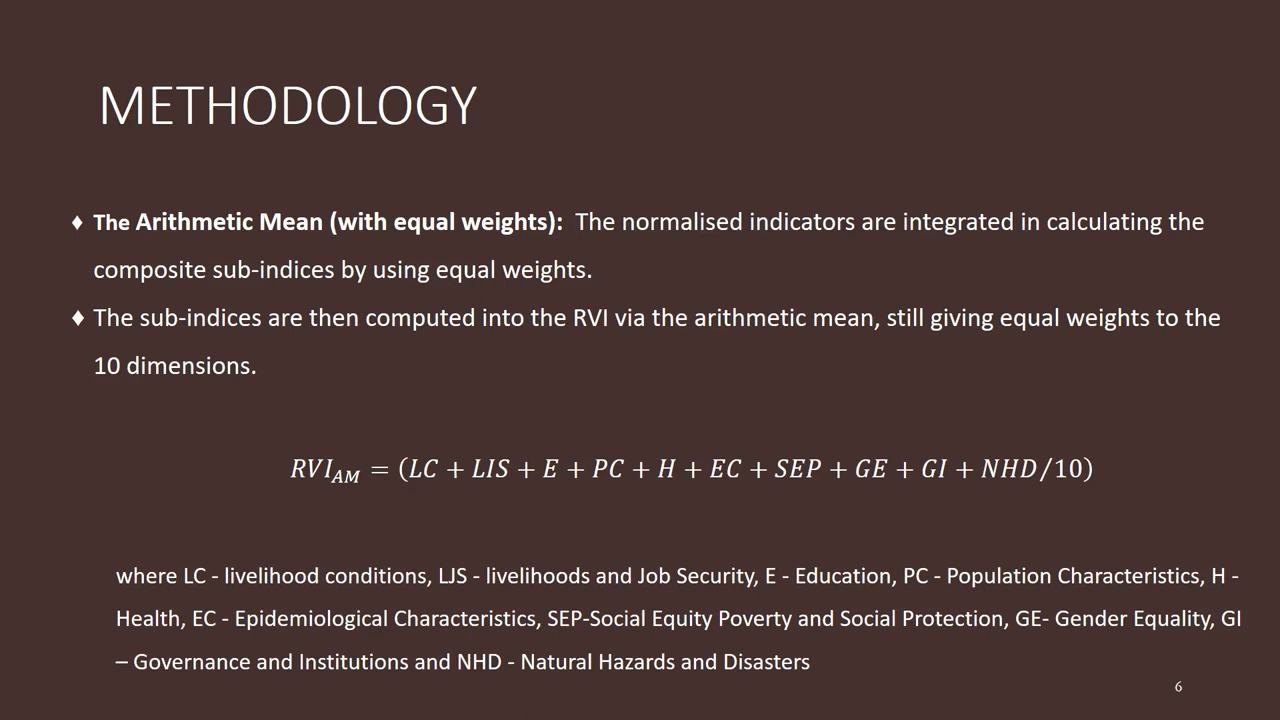 METHODOLOGY
♦ The Arithmetic Mean (with equal weights): The normalised indicators are integrated in calculating the
composite sub-indices by using equal weights.
♦ The sub-indices are then computed into the RVI via the arithmetic mean, still giving equal weights to the
10 dimensions.
RVI_AM = (LC + LIS + E + PC + H + EC + SEP + GE + GI + NHD/10)
where LC - livelihood conditions, LJS - livelihoods and Job Security, E - Education, PC - Population Characteristics, H -
Health, EC - Epidemiological Characteristics, SEP-Social Equity Poverty and Social Protection, GE- Gender Equality, GI
– Governance and Institutions and NHD - Natural Hazards and Disasters
6